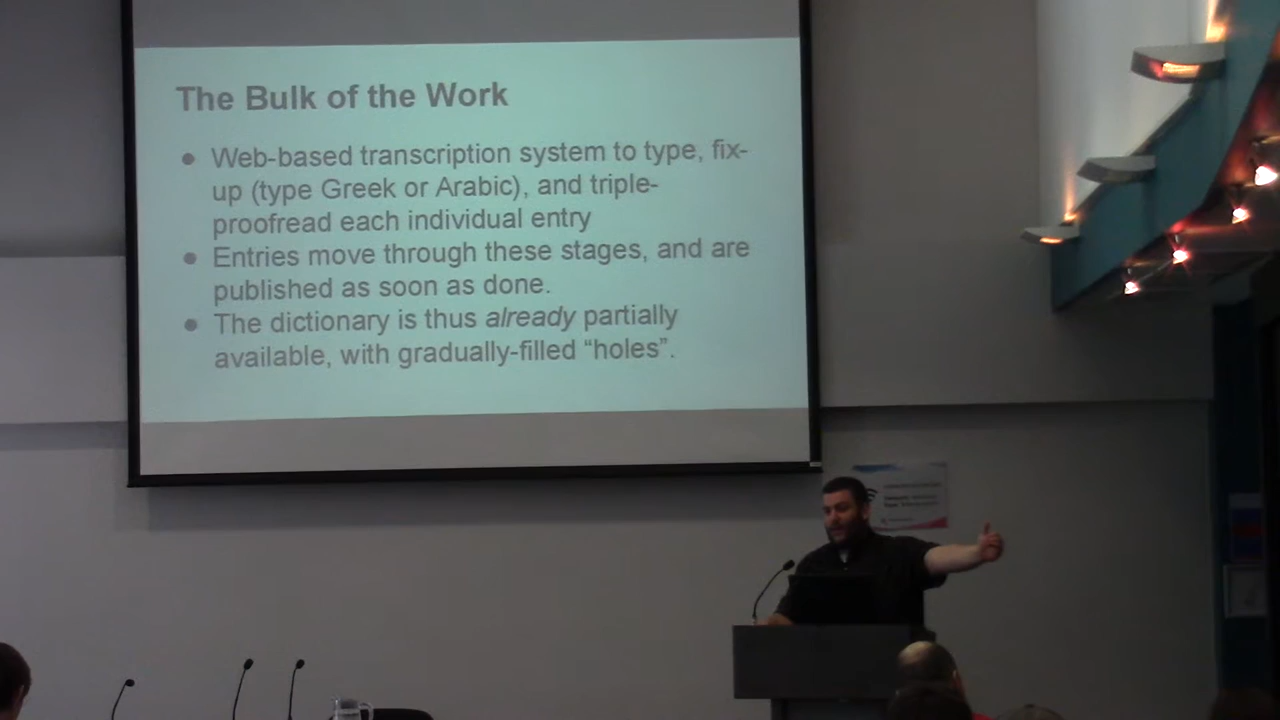 The Bulk of the Work
● Web-based transcription system to type, fix-
up (type Greek or Arabic), and triple-
proofread each individual entry
● Entries move through these stages, and are
published as soon as done.
● The dictionary is thus already partially
available, with gradually-filled “holes”.